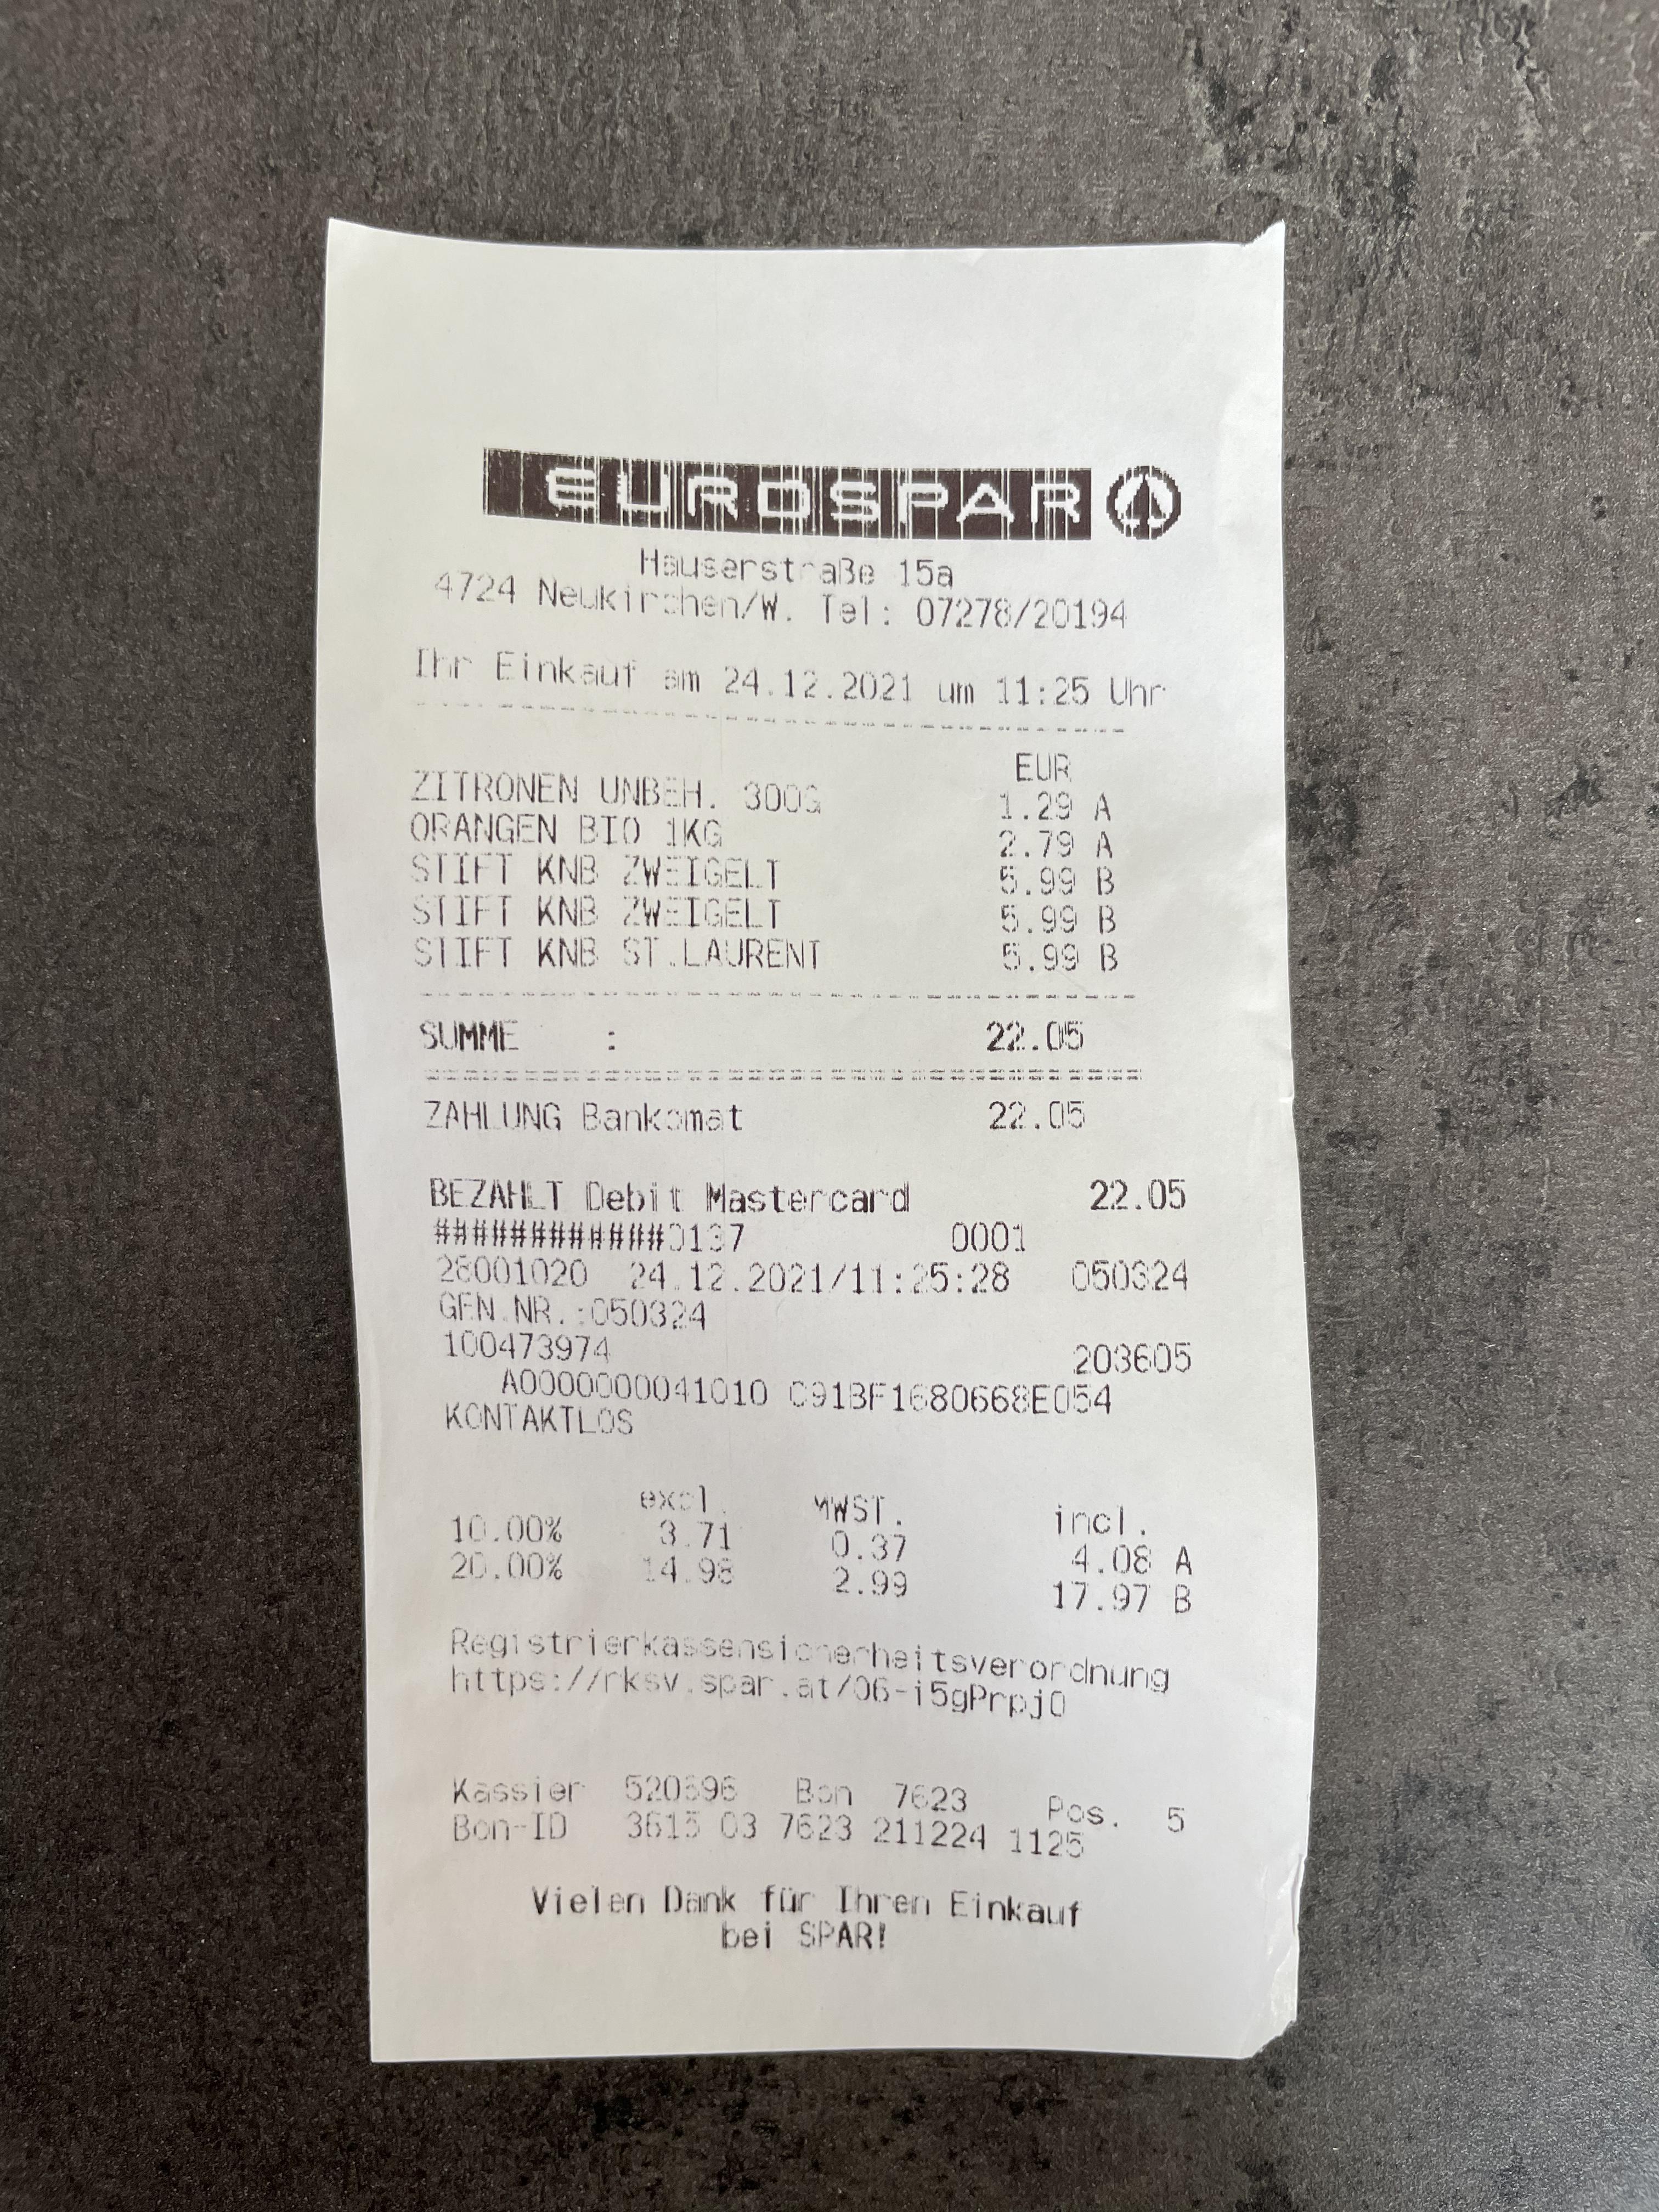 EUROSPAR
Hauserstraße 15a
4724 Neukirchen/W. Tel: 07278/20194
Ihr Einkauf am 24.12.2021 um 11:25 Uhr
EUR
ZITRONEN UNBEH. 300G 1.29 A
ORANGEN BIO 1KG 2.79 A
STIFT KNB ZWEIGELT 5.99 B
STIFT KNB ZWEIGELT 5.99 B
STIFT KNB ST.LAURENT 5.99 B
SUMME : 22.05
ZAHLUNG Bankomat 22.05
BEZAHLT Debit Mastercard 22.05
############0137 0001
26001020 24.12.2021/11:25:28 050324
GEN.NR.:050324
100473974 203605
A0000000041010 C91BF1680668E054
KONTAKTLOS
excl. MWST. incl.
10.00% 3.71 0.37 4.08 A
20.00% 14.98 2.99 17.97 B
Registrierkassensicherheitsverordnung
https://rksv.spar.at/06-i5gPrpj0
Kassier 520696 Bon 7623 Pos. 5
Bon-ID 3615 03 7623 211224 1125
Vielen Dank für Ihren Einkauf
bei SPAR!